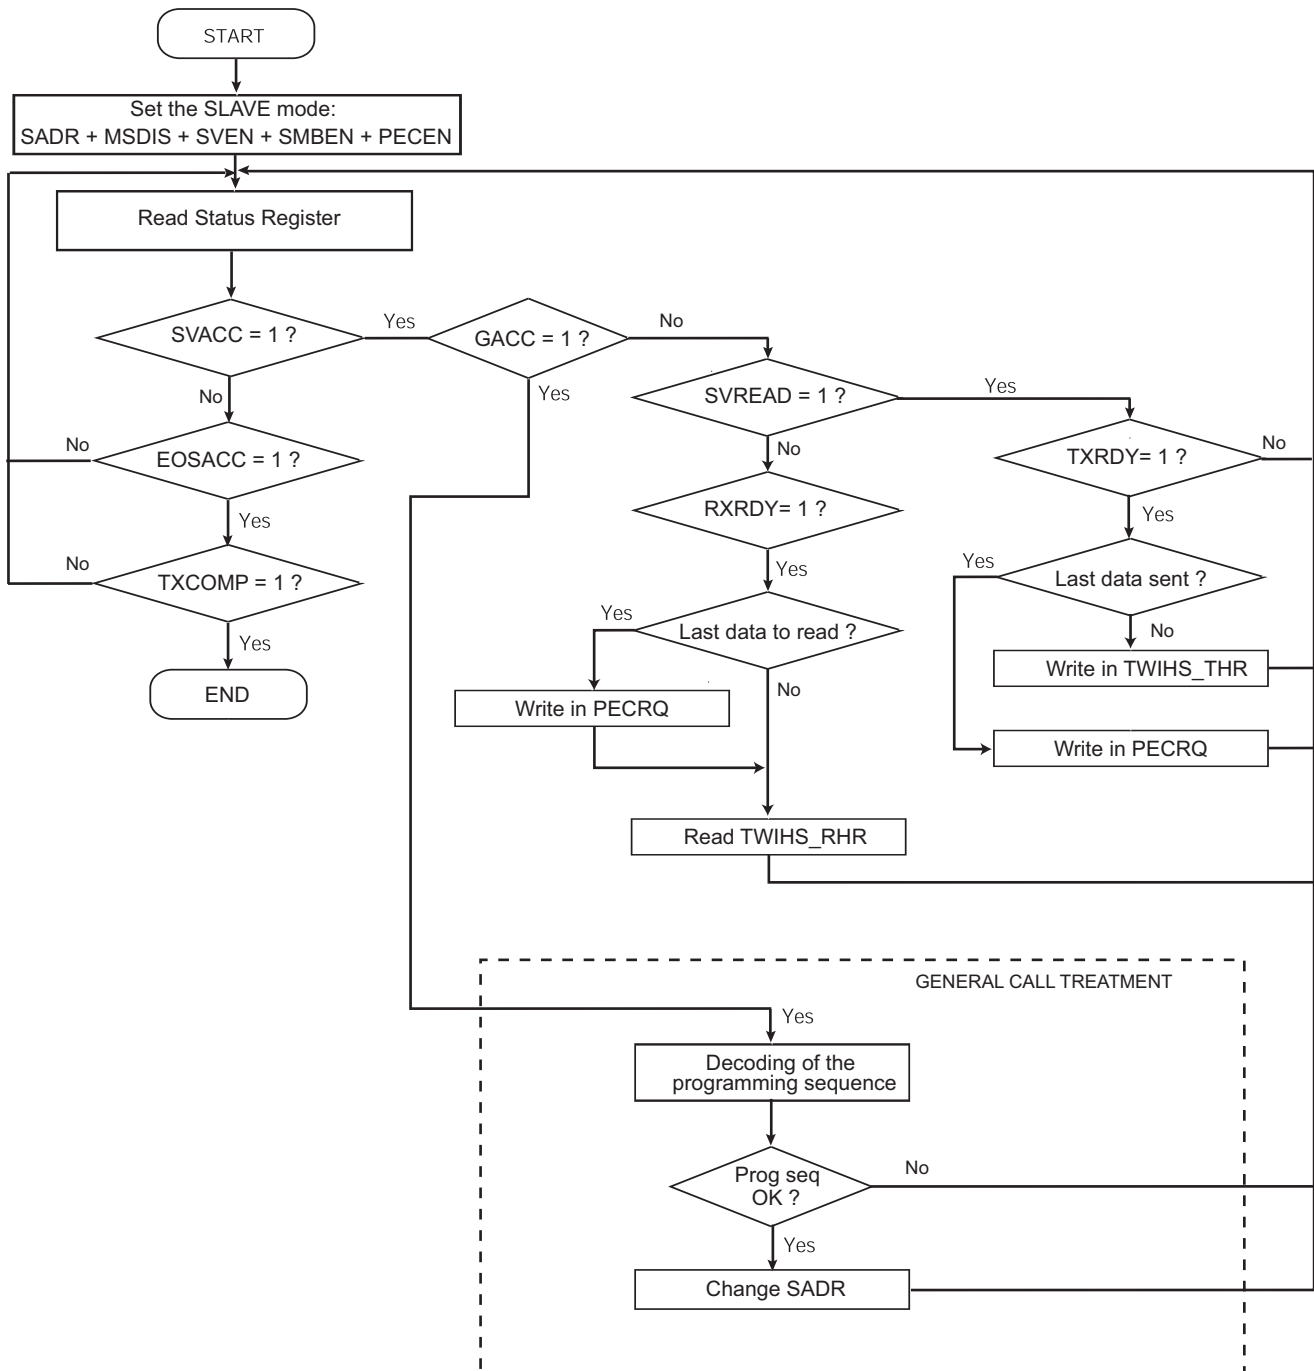 START
Set the SLAVE mode:
SADR + MSDIS + SVEN + SMBEN + PECEN
Read Status Register
SVACC = 1 ?
Yes
GACC = 1 ?
No
No
Yes
SVREAD = 1 ?
Yes
No
EOSACC = 1 ?
No
TXRDY= 1 ?
No
RXRDY= 1 ?
Yes
Yes
No
TXCOMP = 1 ?
Yes
Yes
Last data sent ?
Yes
Last data to read ?
No
Yes
END
No
Write in TWIHS_THR
Write in PECRQ
Write in PECRQ
Read TWIHS_RHR
GENERAL CALL TREATMENT
Yes
Decoding of the
programming sequence
Prog seq
OK ?
No
Yes
Change SADR